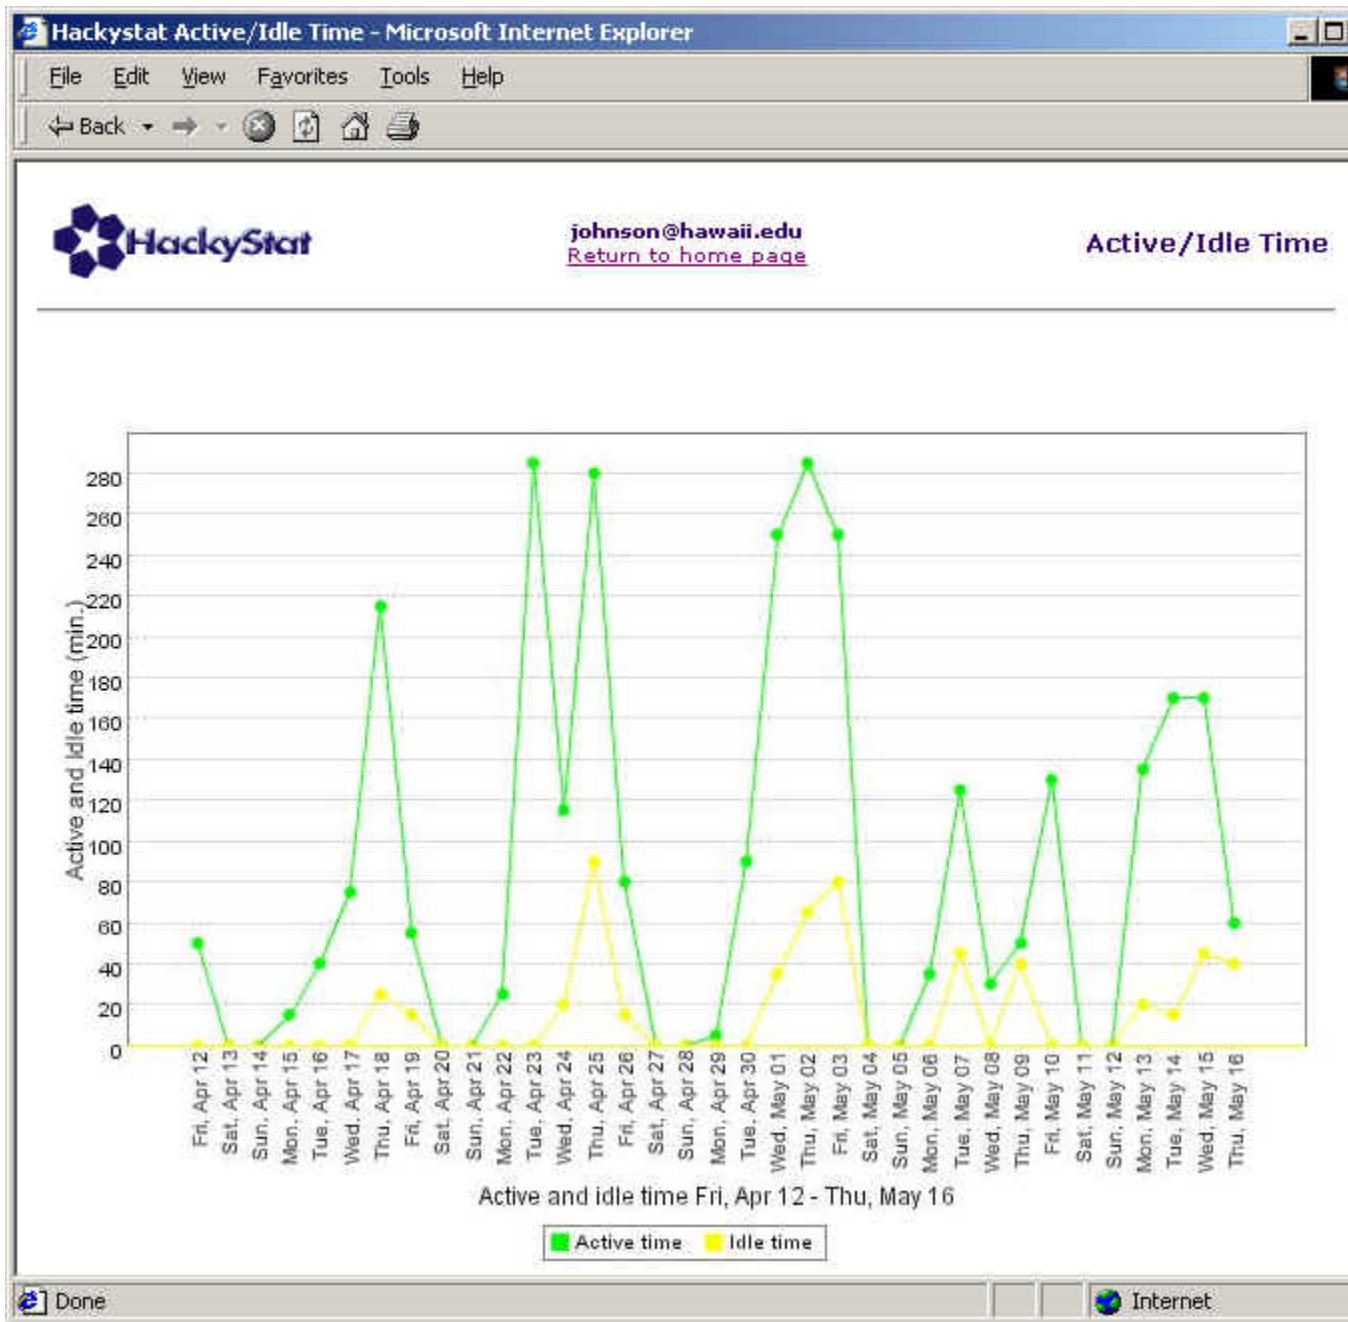 Hackystat Active/Idle Time - Microsoft Internet Explorer
File Edit View Favorites Tools Help
Back
HackyStat
johnson@hawaii.edu
Return to home page
Active/Idle Time
Active and Idle time (min.)
280
260
240
220
200
180
160
140
120
100
80
60
40
20
0
Fri, Apr 12
Sat, Apr 13
Sun, Apr 14
Mon, Apr 15
Tue, Apr 16
Wed, Apr 17
Thu, Apr 18
Fri, Apr 19
Sat, Apr 20
Sun, Apr 21
Mon, Apr 22
Tue, Apr 23
Wed, Apr 24
Thu, Apr 25
Fri, Apr 26
Sat, Apr 27
Sun, Apr 28
Mon, Apr 29
Tue, Apr 30
Wed, May 01
Thu, May 02
Fri, May 03
Sat, May 04
Sun, May 05
Mon, May 06
Tue, May 07
Wed, May 08
Thu, May 09
Fri, May 10
Sat, May 11
Sun, May 12
Mon, May 13
Tue, May 14
Wed, May 15
Thu, May 16
Active and idle time Fri, Apr 12 - Thu, May 16
Active time Idle time
Done Internet